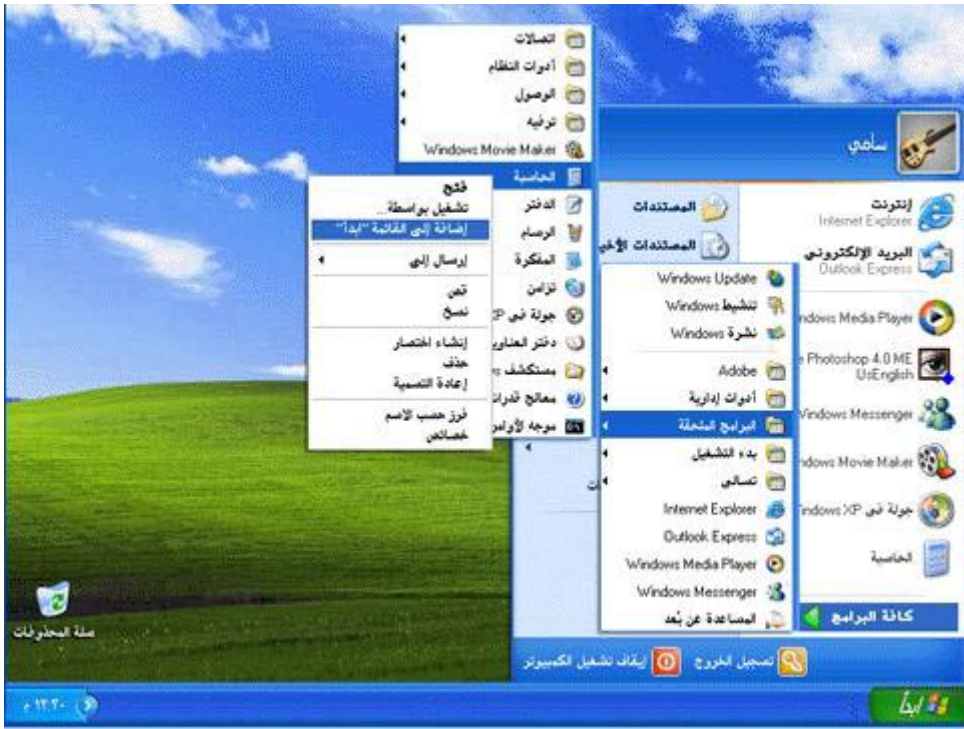 اتصالات
أدوات النظام
الوصول
ترفيه
Windows Movie Maker
الحاسبة
الدفتر
الرسام
المفكرة
تزامن
جولة في
دفتر العناوين
مستكشف
معالج
موجه الأوامر
فتح
تشغيل بواسطة...
إضافة إلى القائمة "ابدأ"
إرسال إلى
قص
نسخ
إنشاء اختصار
حذف
إعادة التسمية
فرز حسب الاسم
خصائص
سامي
إنترنت
Internet Explorer
البريد الإلكتروني
Outlook Express
Media Player
Photoshop 4.0 ME
UsEnglish
Windows Messenger
Movie Maker
جولة في Windows XP
الحاسبة
كافة البرامج
المستندات
المستندات
Windows Update
تنشيط Windows
نشرة Windows
Adobe
أدوات إدارية
البرامج الملحقة
بدء التشغيل
تسالي
Internet Explorer
Outlook Express
Windows Media Player
Windows Messenger
المساعدة عن بُعد
تسجيل الخروج
إيقاف تشغيل الكمبيوتر
سلة المحذوفات
ابدأ
١٢:٢٠ م